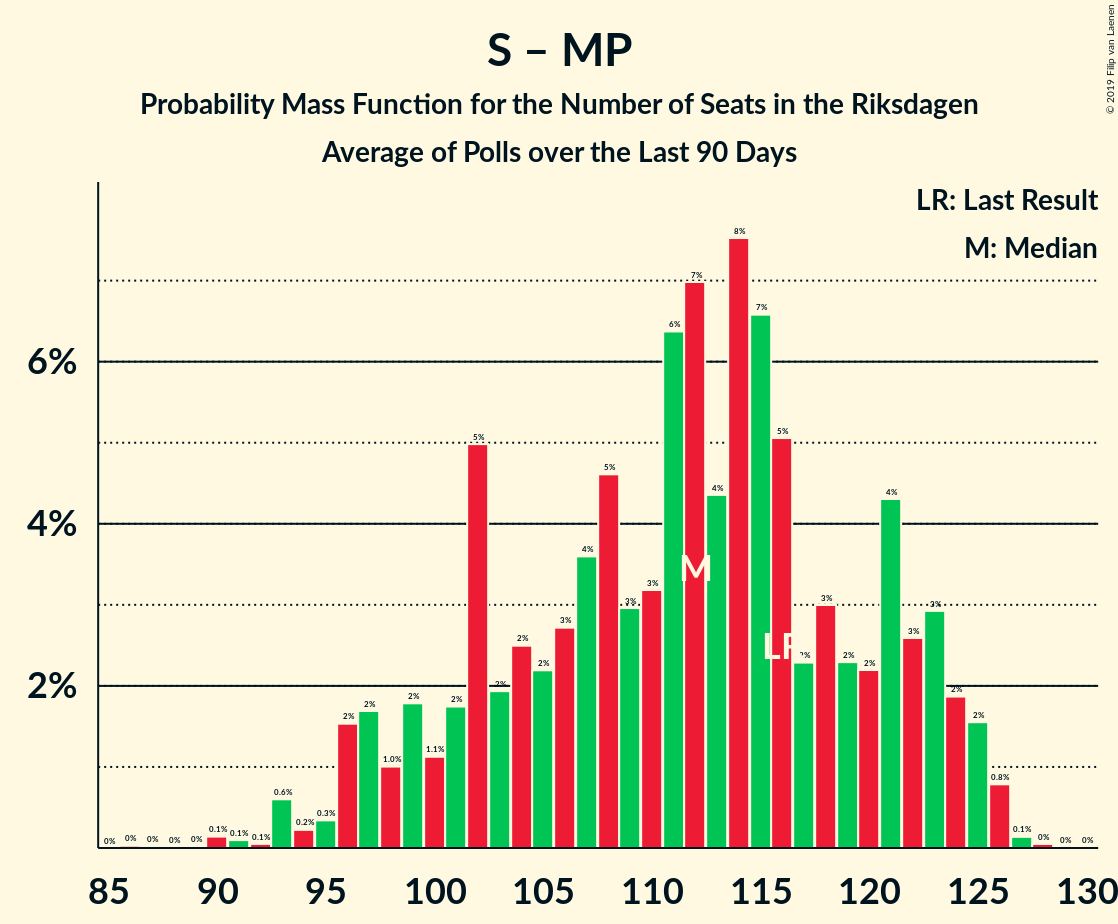 S – MP
Probability Mass Function for the Number of Seats in the Riksdagen
Average of Polls over the Last 90 Days
© 2019 Filip van Laenen
LR: Last Result
M: Median
6%
4%
2%
0% 0% 0% 0% 0% 0.1% 0.1% 0.1% 0.6% 0.2% 0.3% 2% 2% 1.0% 2% 1.1% 2% 5% 2% 2% 2% 3% 4% 5% 3% 3% 6% 7% 4% 8% 7% 5% 2% 3% 2% 2% 4% 3% 3% 2% 2% 0.8% 0.1% 0% 0% 0%
M
LR
85 90 95 100 105 110 115 120 125 130